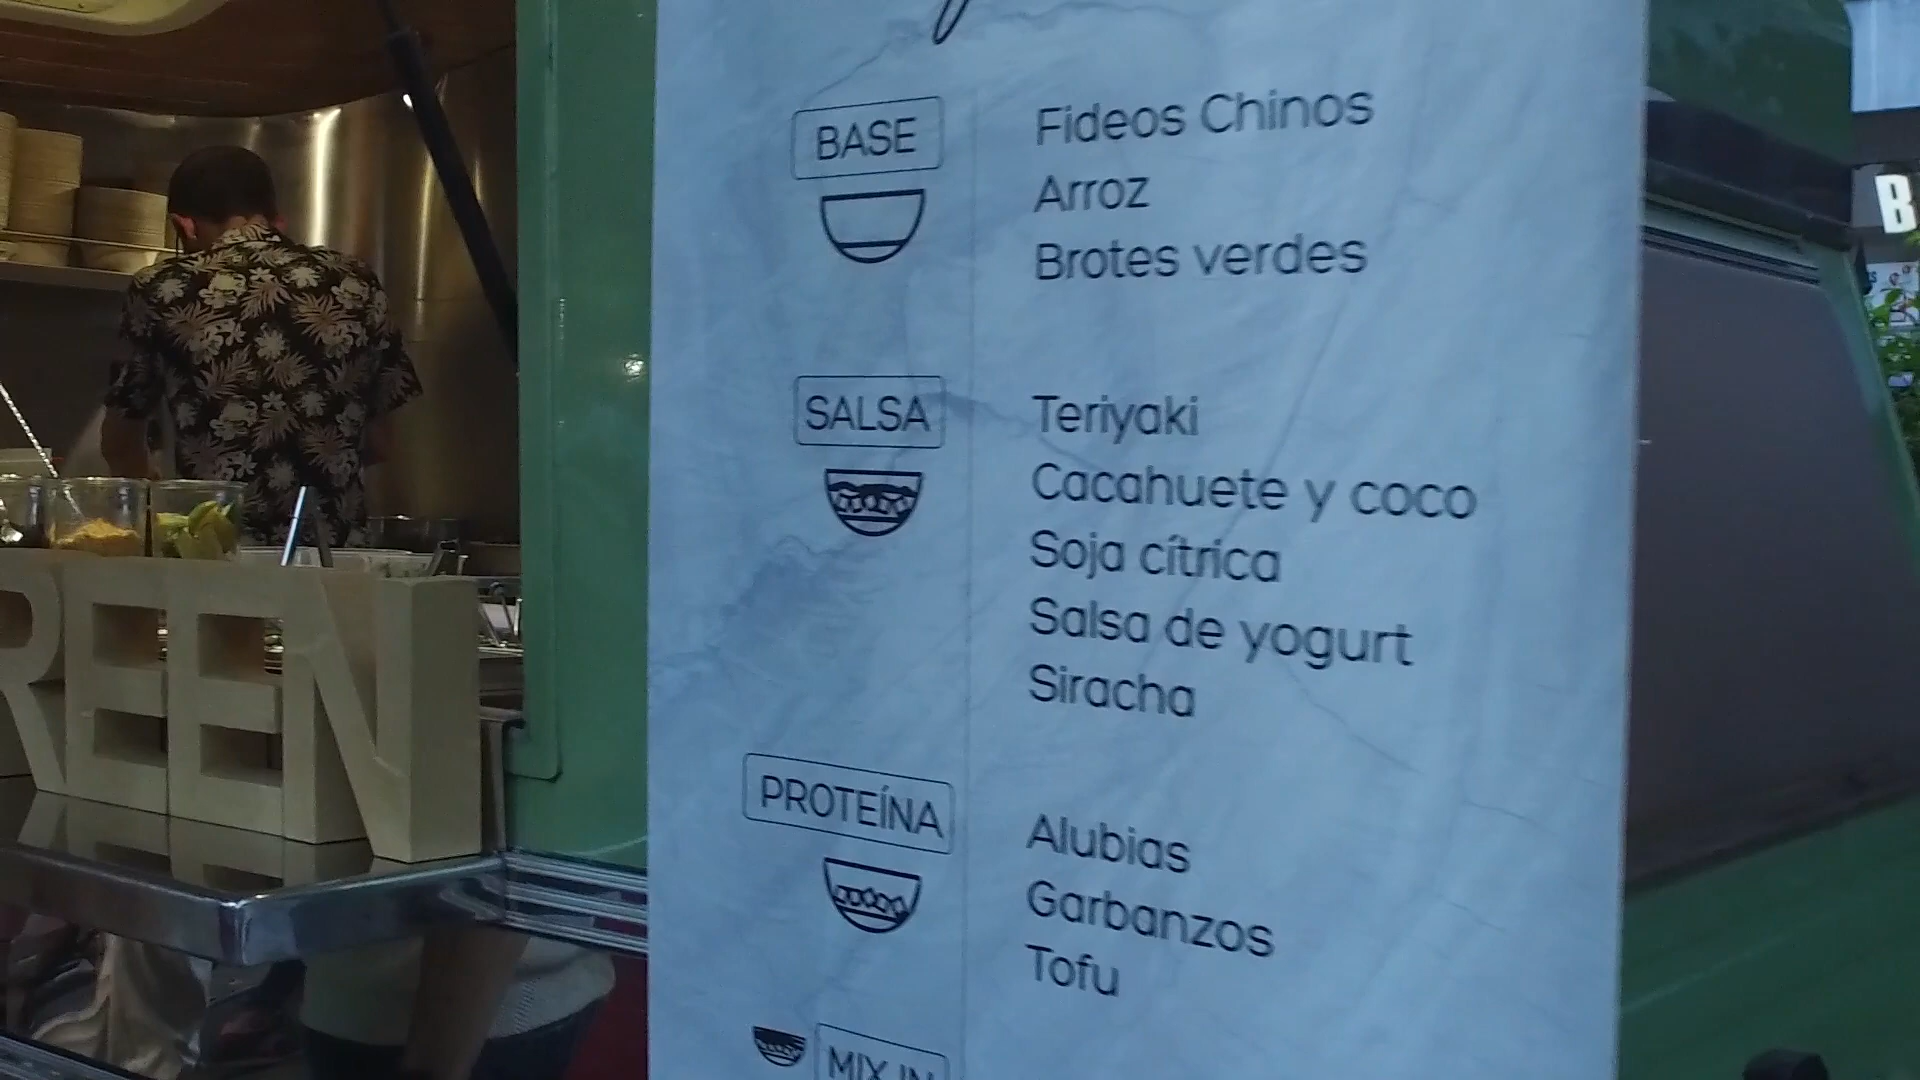 BASE
Fideos Chinos
Arroz
Brotes verdes
SALSA
Teriyaki
Cacahuete y coco
Soja cítrica
Salsa de yogurt
Siracha
PROTEÍNA
Alubias
Garbanzos
Tofu
MIX IN
REEN
B